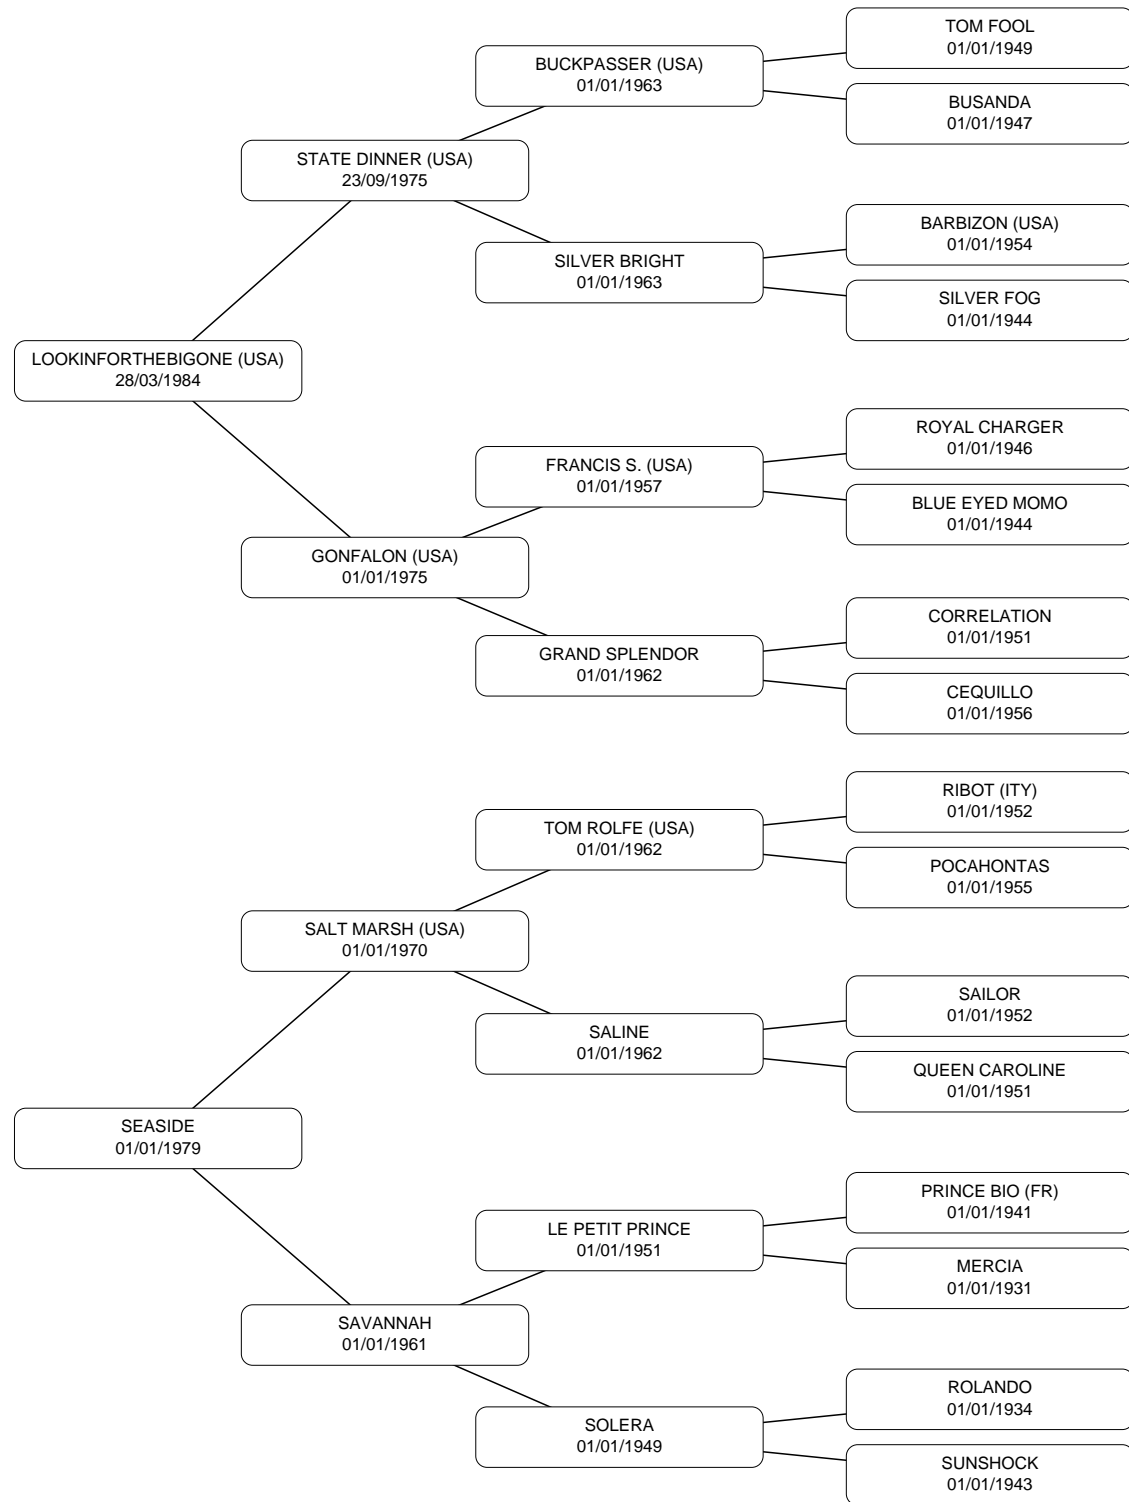 TOM FOOL
01/01/1949
BUCKPASSER (USA)
01/01/1963
BUSANDA
01/01/1947
STATE DINNER (USA)
23/09/1975
BARBIZON (USA)
01/01/1954
SILVER BRIGHT
01/01/1963
SILVER FOG
01/01/1944
LOOKINFORTHEBIGONE (USA)
28/03/1984
ROYAL CHARGER
01/01/1946
FRANCIS S. (USA)
01/01/1957
BLUE EYED MOMO
01/01/1944
GONFALON (USA)
01/01/1975
CORRELATION
01/01/1951
GRAND SPLENDOR
01/01/1962
CEQUILLO
01/01/1956
RIBOT (ITY)
01/01/1952
TOM ROLFE (USA)
01/01/1962
POCAHONTAS
01/01/1955
SALT MARSH (USA)
01/01/1970
SAILOR
01/01/1952
SALINE
01/01/1962
QUEEN CAROLINE
01/01/1951
SEASIDE
01/01/1979
PRINCE BIO (FR)
01/01/1941
LE PETIT PRINCE
01/01/1951
MERCIA
01/01/1931
SAVANNAH
01/01/1961
ROLANDO
01/01/1934
SOLERA
01/01/1949
SUNSHOCK
01/01/1943